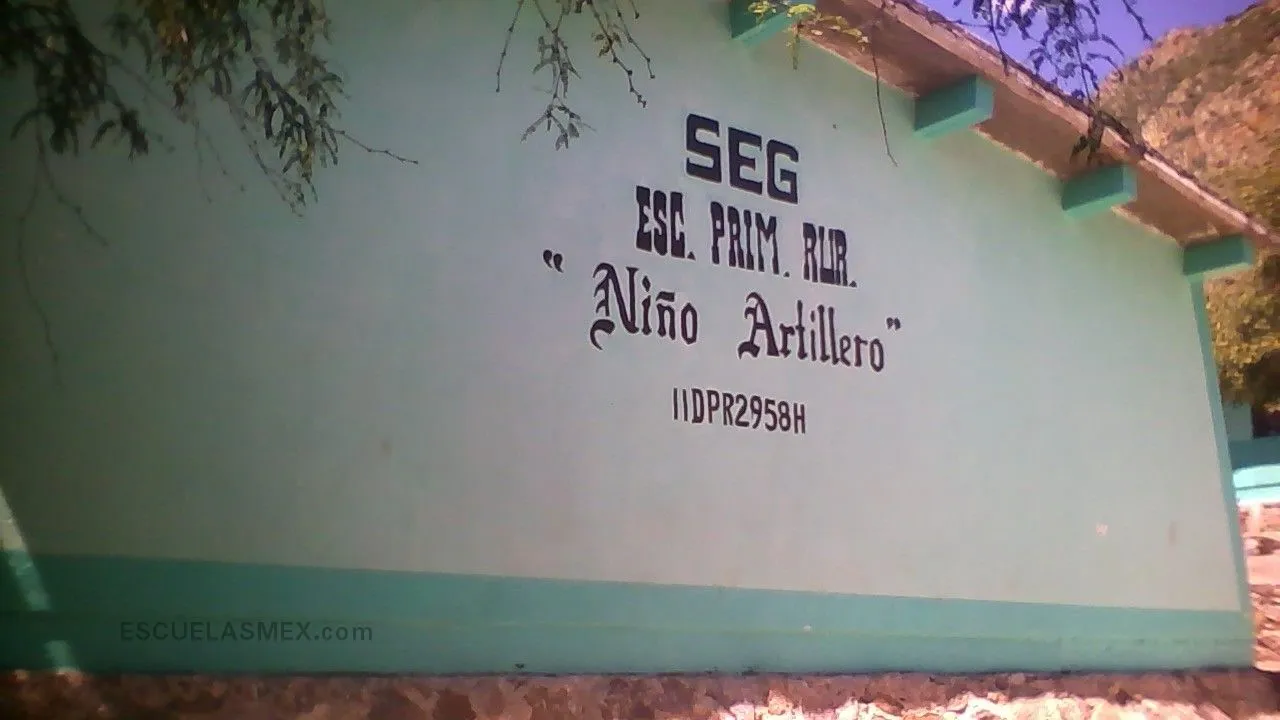 SEG
ESC. PRIM. RUR.
“Niño Artillero”
11DPR2958H
ESCUELASMEX.com